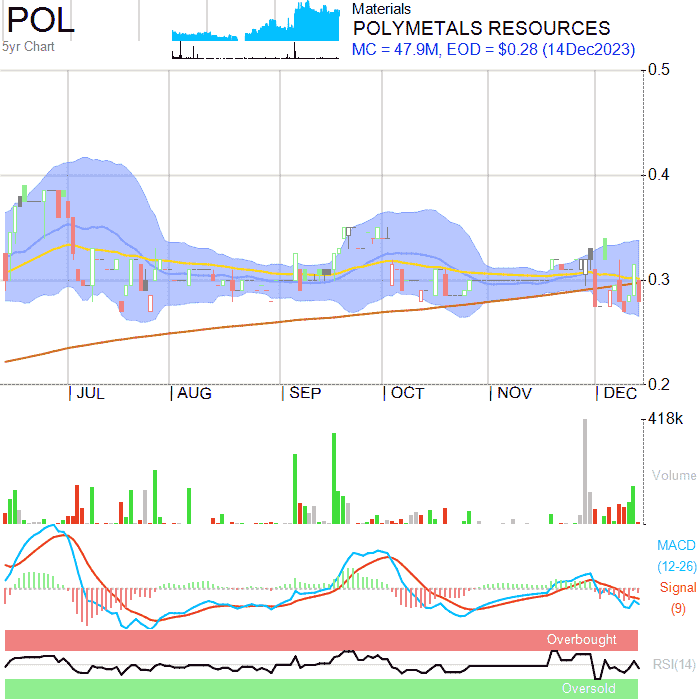 POL
5yr Chart
Materials
POLYMETALS RESOURCES
MC = 47.9M, EOD = $0.28 (14Dec2023)
0.5
0.4
0.3
0.2
JUL AUG SEP OCT NOV DEC
418k
Volume
MACD
(12-26)
Signal
(9)
Overbought
RSI(14)
Oversold